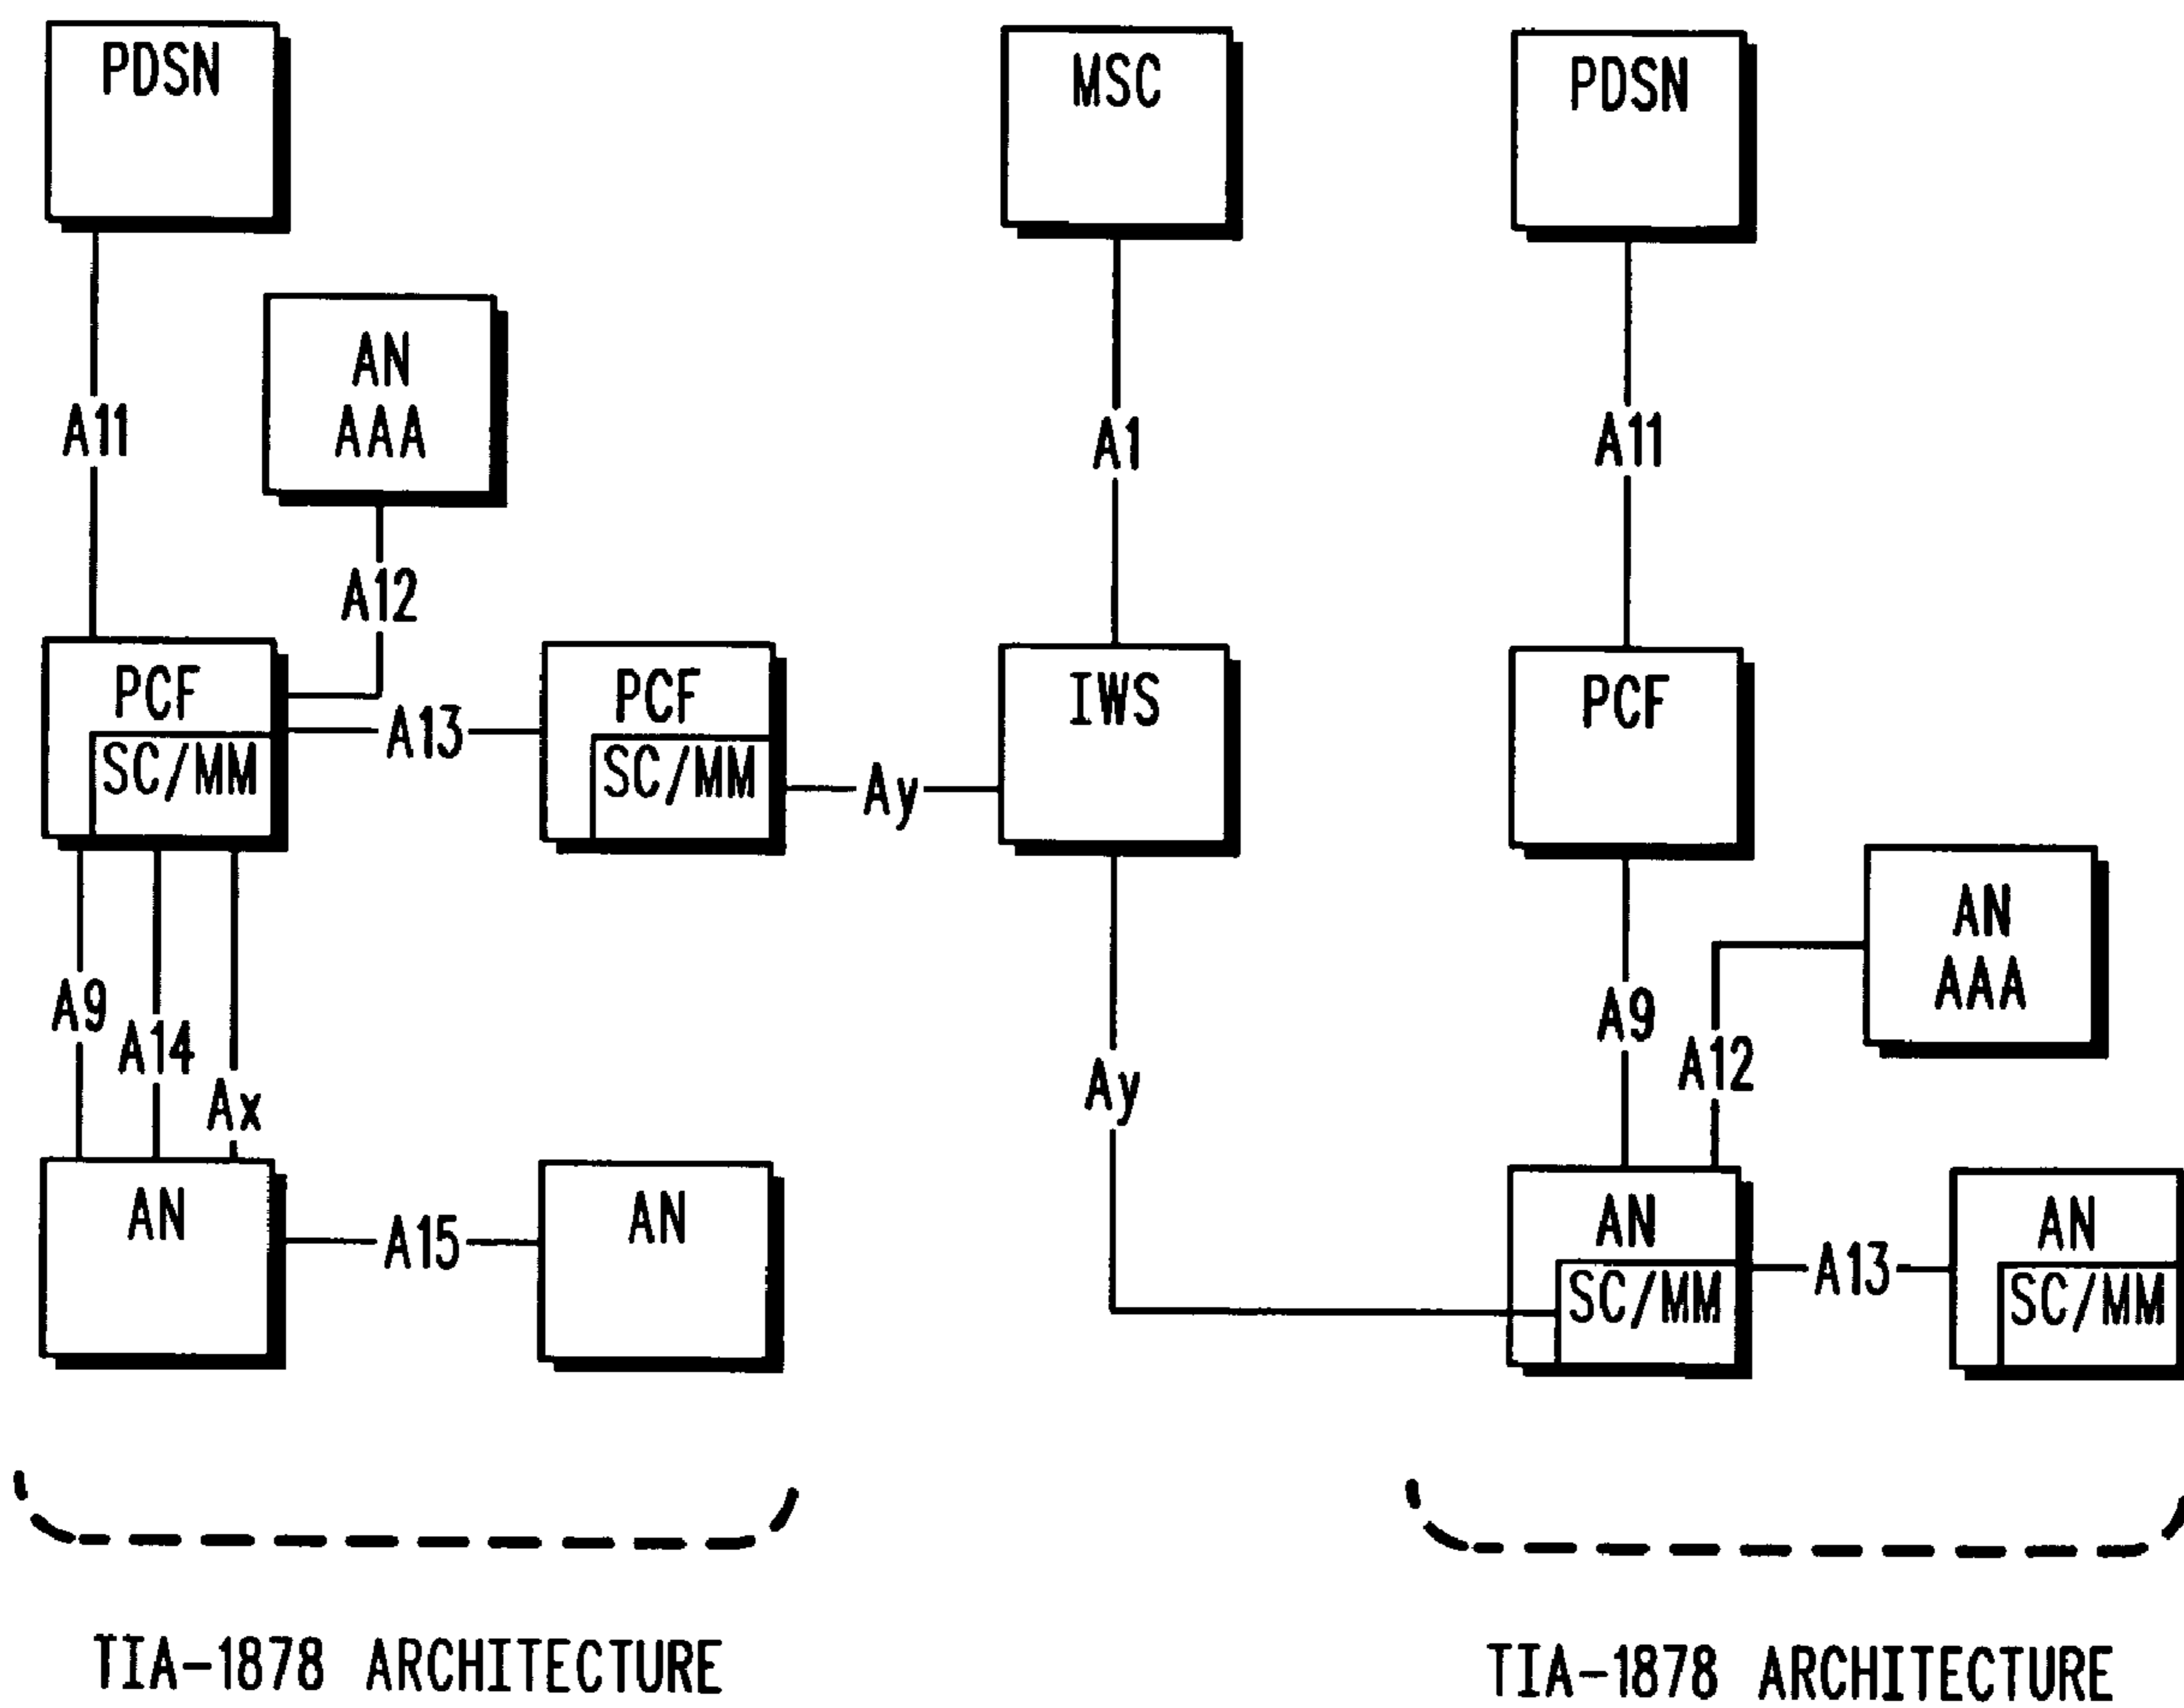 PDSN
MSC
PDSN
AN
AAA
A11
A1
A11
A12
PCF
SC/MM
A13
PCF
SC/MM
Ay
IWS
PCF
AN
AAA
A9
A14
Ax
Ay
A9
A12
AN
A15
AN
AN
SC/MM
A13
AN
SC/MM
TIA-1878 ARCHITECTURE
TIA-1878 ARCHITECTURE